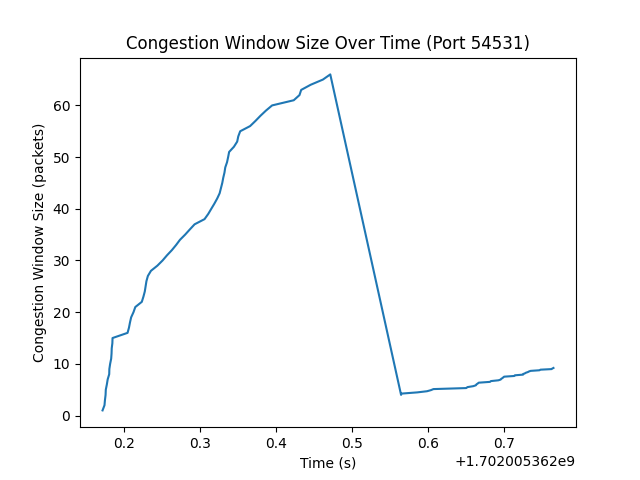 Congestion Window Size Over Time (Port 54531)
Congestion Window Size (packets)
60
50
40
30
20
10
0
0.2 0.3 0.4 0.5 0.6 0.7
Time (s)
+1.702005362e9